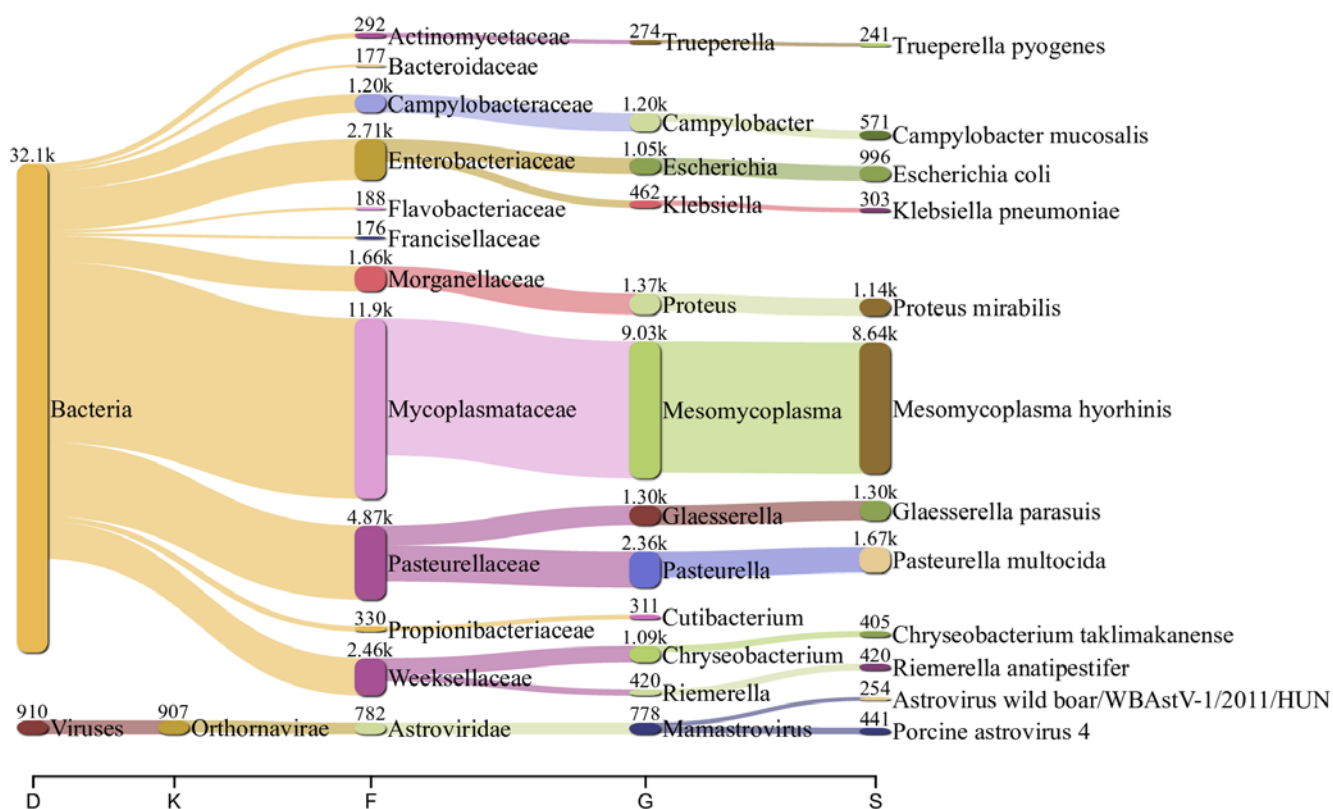 292
Actinomycetaceae
274
Trueperella
241
Trueperella pyogenes
177
Bacteroidaceae
1.20k
Campylobacteraceae
1.20k
Campylobacter
571
Campylobacter mucosalis
2.71k
Enterobacteriaceae
1.05k
Escherichia
996
Escherichia coli
32.1k
Bacteria
462
Klebsiella
303
Klebsiella pneumoniae
188
Flavobacteriaceae
176
Francisellaceae
1.66k
Morganellaceae
1.37k
Proteus
1.14k
Proteus mirabilis
11.9k
Mycoplasmataceae
9.03k
Mesomycoplasma
8.64k
Mesomycoplasma hyorhinis
4.87k
Pasteurellaceae
1.30k
Glaesserella
1.30k
Glaesserella parasuis
2.36k
Pasteurella
1.67k
Pasteurella multocida
330
Propionibacteriaceae
311
Cutibacterium
2.46k
Weeksellaceae
1.09k
Chryseobacterium
405
Chryseobacterium taklimakanense
420
Riemerella
420
Riemerella anatipestifer
910
Viruses
907
Orthornavirae
782
Astroviridae
778
Mamastrovirus
254
Astrovirus wild boar/WBAstV-1/2011/HUN
441
Porcine astrovirus 4
D K F G S